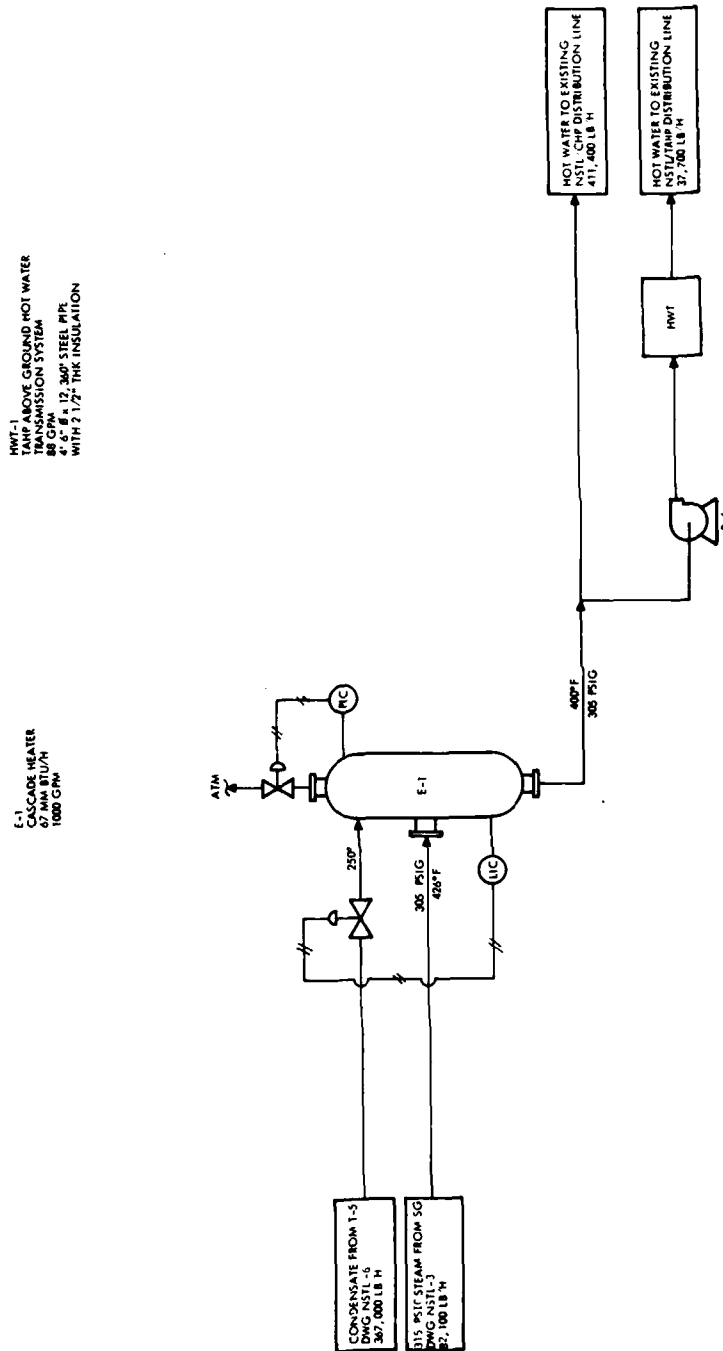 HWT-1
TAHP ABOVE GROUND HOT WATER
TRANSMISSION SYSTEM
88 GPM
4' 6" Ø x 12,360' STEEL PIPE
WITH 2 1/2" THK INSULATION
E-1
CASCADE HEATER
67 MM BTU/H
1000 GPM
ATM
PIC
E-1
250°
305 PSIG
426°F
LIC
400°F
305 PSIG
HWT
HOT WATER TO EXISTING
NSTL/CHP DISTRIBUTION LINE
411,400 LB/H
HOT WATER TO EXISTING
NSTL/TAHP DISTRIBUTION LINE
37,700 LB/H
CONDENSATE FROM T-5
DWG NSTL-6
367,000 LB/H
315 PSIG STEAM FROM SG
DWG NSTL-3
82,100 LB/H